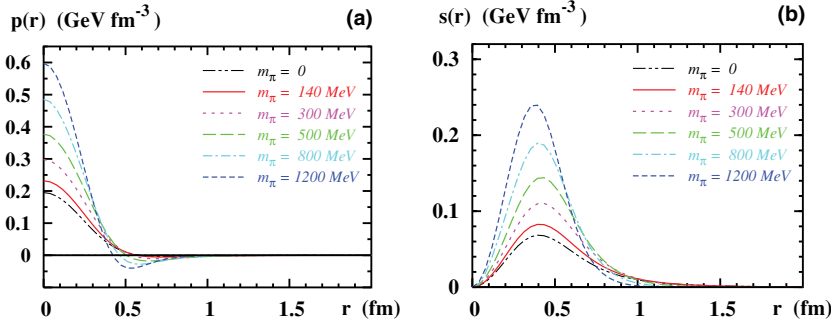 p(r) (GeV fm⁻³) (a)
0.6
0.5
0.4
0.3
0.2
0.1
0
0 0.5 1 1.5 r (fm)
mπ = 0
mπ = 140 MeV
mπ = 300 MeV
mπ = 500 MeV
mπ = 800 MeV
mπ = 1200 MeV
s(r) (GeV fm⁻³) (b)
0.3
0.2
0.1
0
0 0.5 1 1.5 r (fm)
mπ = 0
mπ = 140 MeV
mπ = 300 MeV
mπ = 500 MeV
mπ = 800 MeV
mπ = 1200 MeV